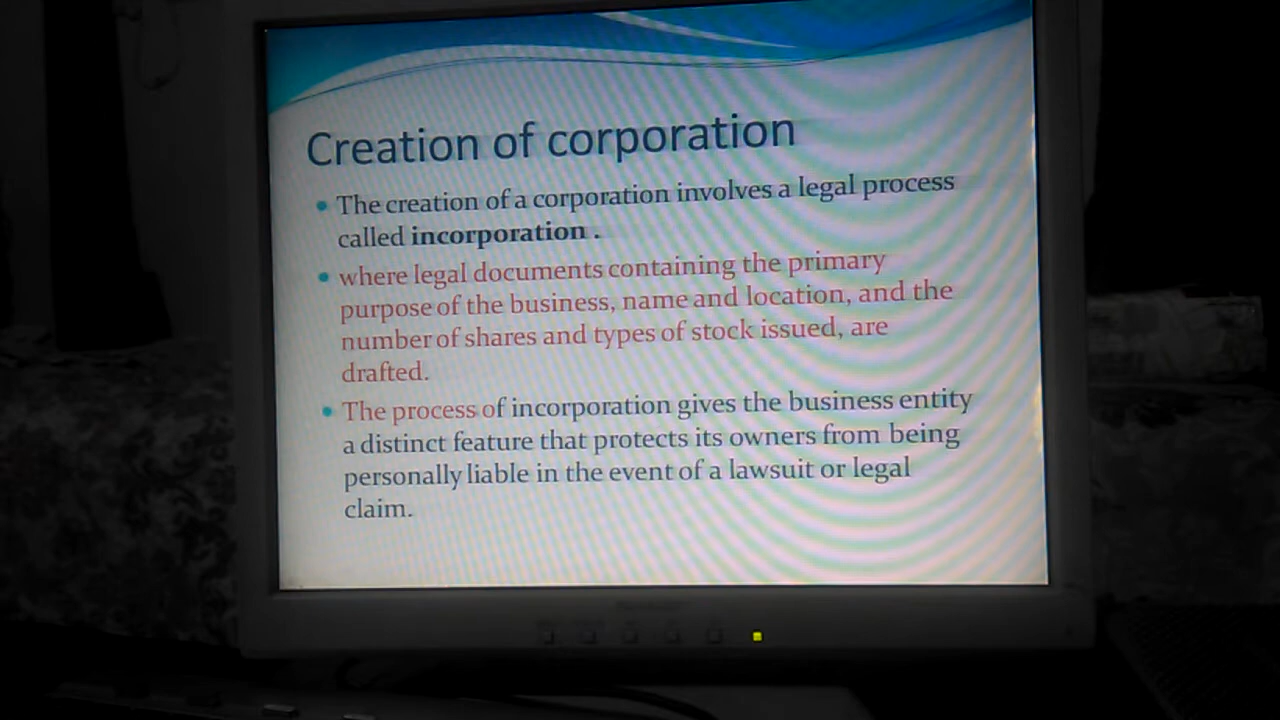 Creation of corporation
• The creation of a corporation involves a legal process
called incorporation .
• where legal documents containing the primary
purpose of the business, name and location, and the
number of shares and types of stock issued, are
drafted.
• The process of incorporation gives the business entity
a distinct feature that protects its owners from being
personally liable in the event of a lawsuit or legal
claim.